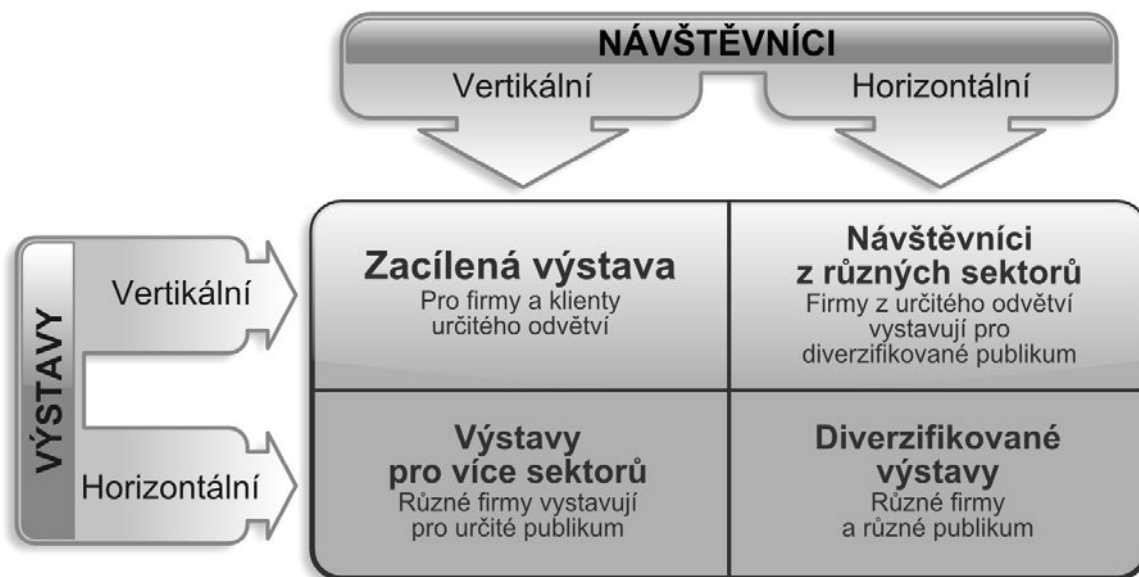 NÁVŠTĚVNÍCI
Vertikální
Horizontální
VÝSTAVY
Vertikální
Horizontální
Zacílená výstava
Pro firmy a klienty
určitého odvětví
Návštěvníci
z různých sektorů
Firmy z určitého odvětví
vystavují pro
diverzifikované publikum
Výstavy
pro více sektorů
Různé firmy vystavují
pro určité publikum
Diverzifikované
výstavy
Různé firmy
a různé publikum